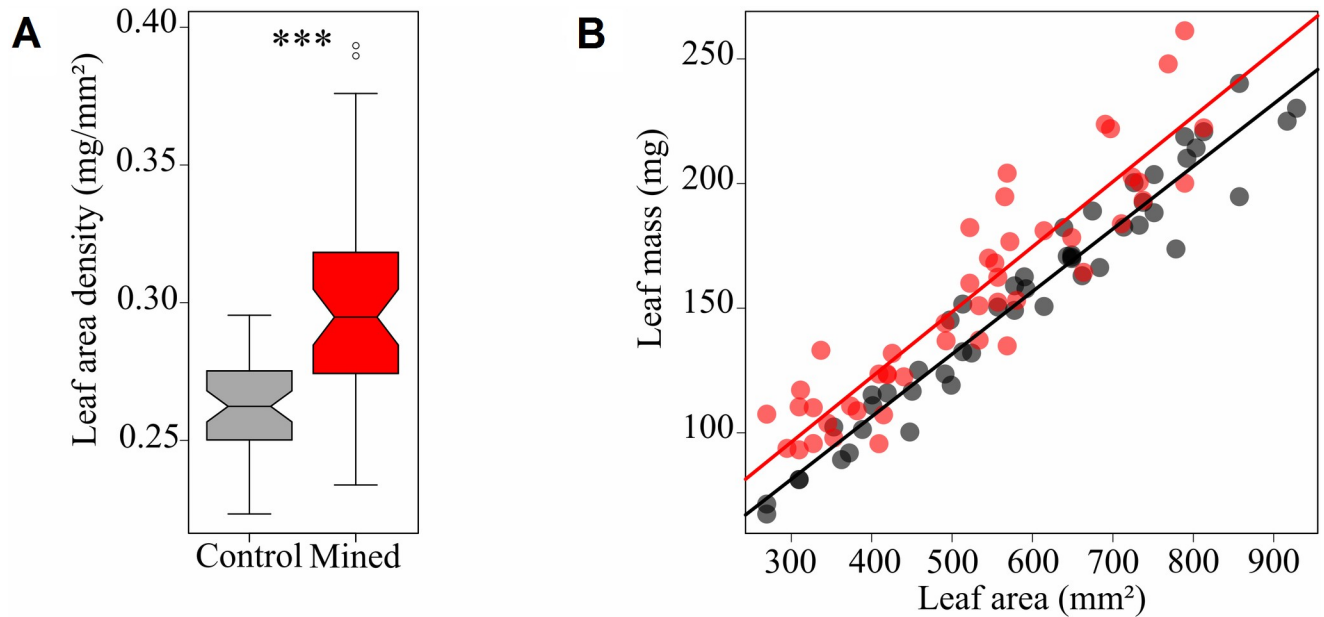 A
Leaf area density (mg/mm²)
0.40
0.35
0.30
0.25
***
Control Mined
B
Leaf mass (mg)
250
200
150
100
300 400 500 600 700 800 900
Leaf area (mm²)